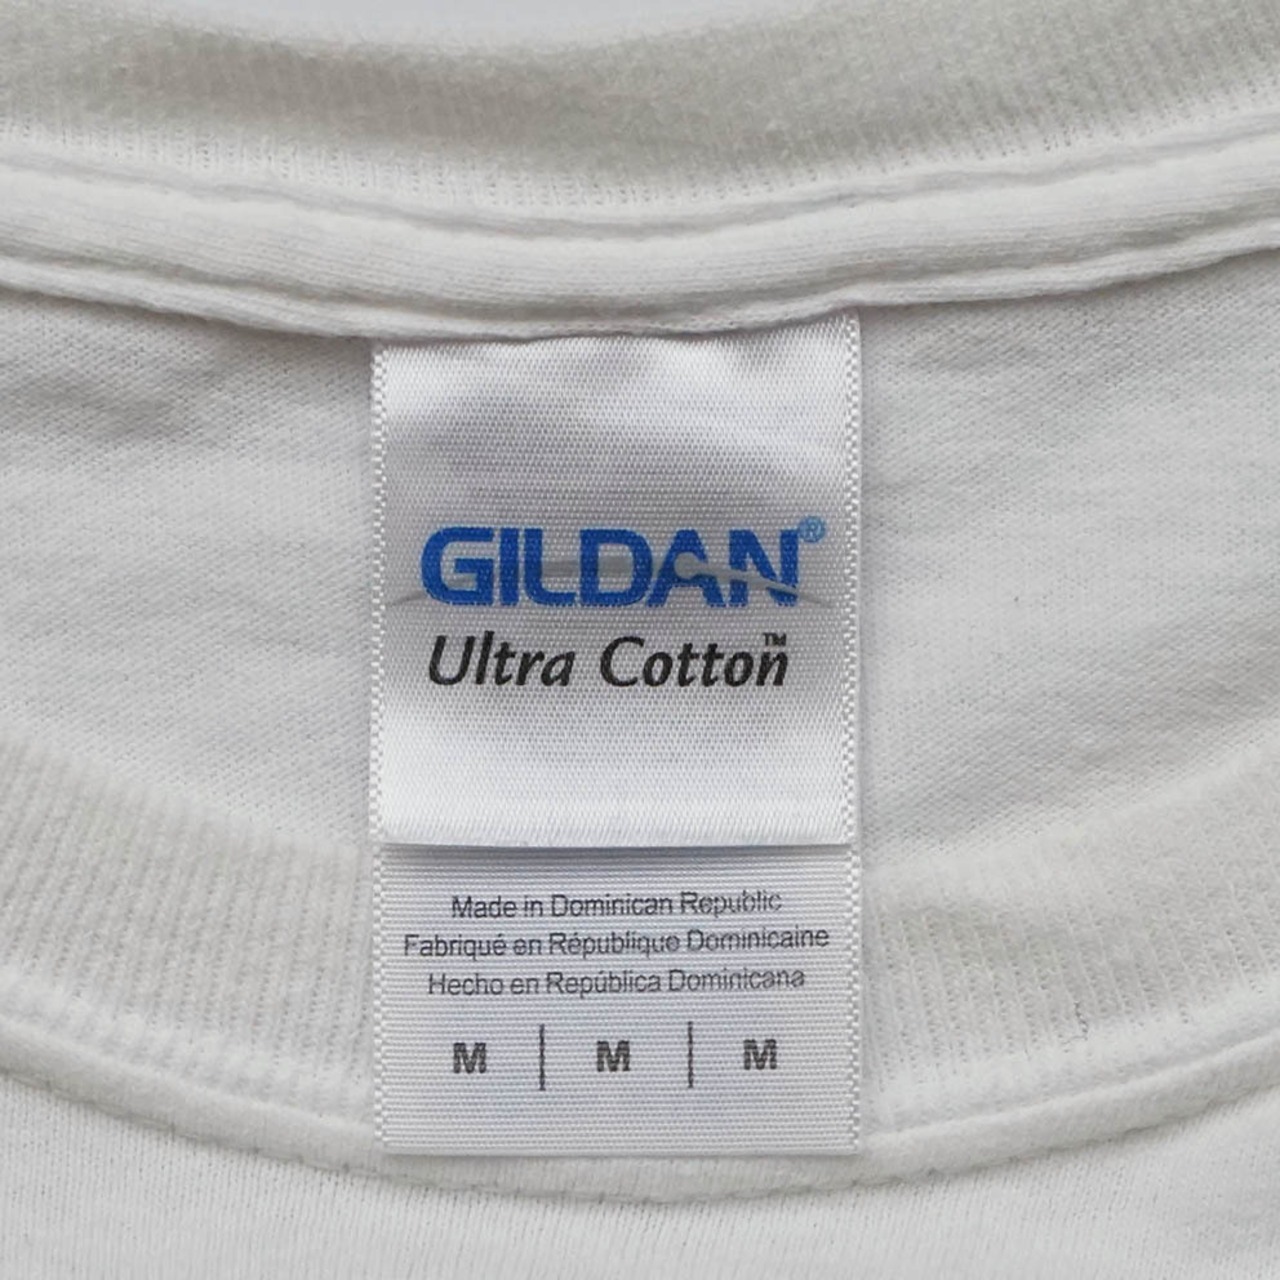 GILDAN®
Ultra Cotton™
Made in Dominican Republic
Fabriqué en République Dominicaine
Hecho en República Dominicana
M | M | M